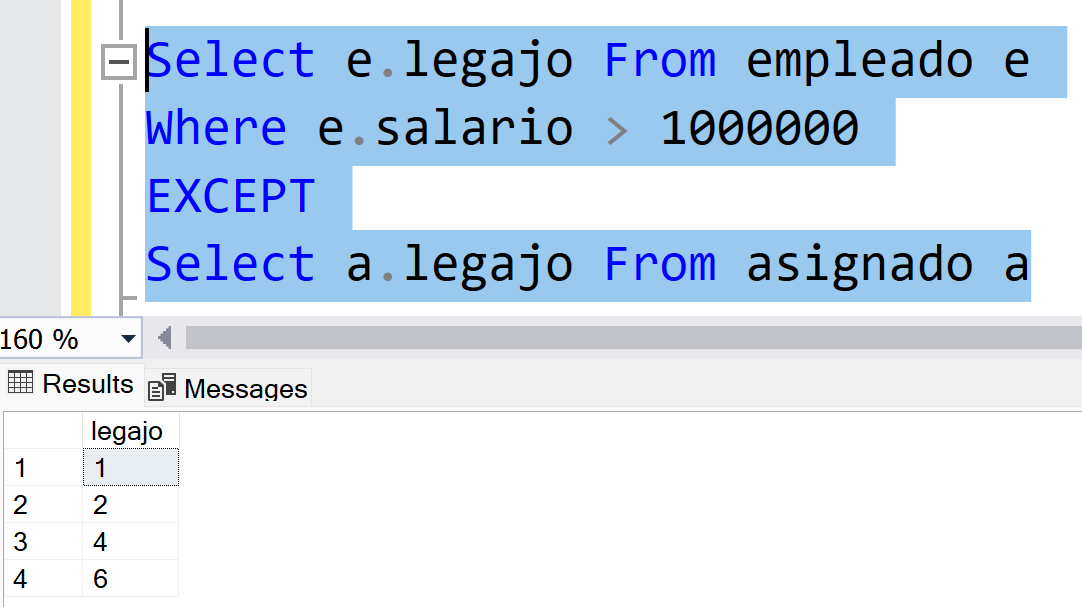 Select e.legajo From empleado e
Where e.salario > 1000000
EXCEPT
Select a.legajo From asignado a
160 %
Results Messages
legajo
1 1
2 2
3 4
4 6